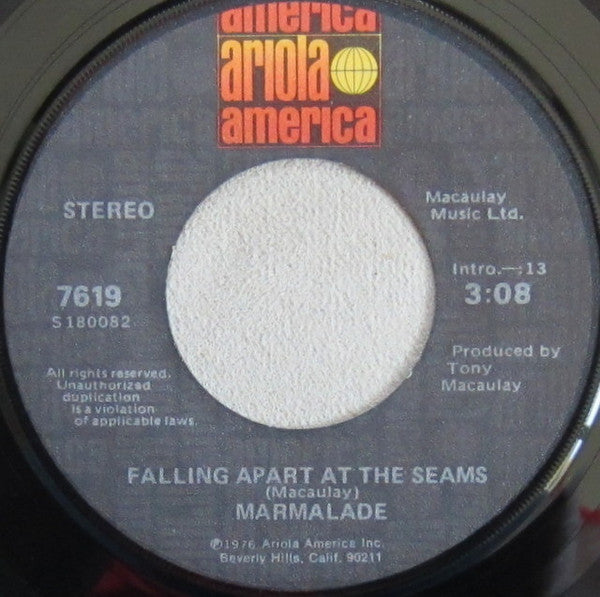 america
ariola
america
STEREO
Macaulay
Music Ltd.
7619
S180082
Intro.—:13
3:08
All rights reserved.
Unauthorized
duplication
is a violation
of applicable laws.
Produced by
Tony
Macaulay
FALLING APART AT THE SEAMS
(Macaulay)
MARMALADE
℗1976 Ariola America Inc.
Beverly Hills, Calif. 90211